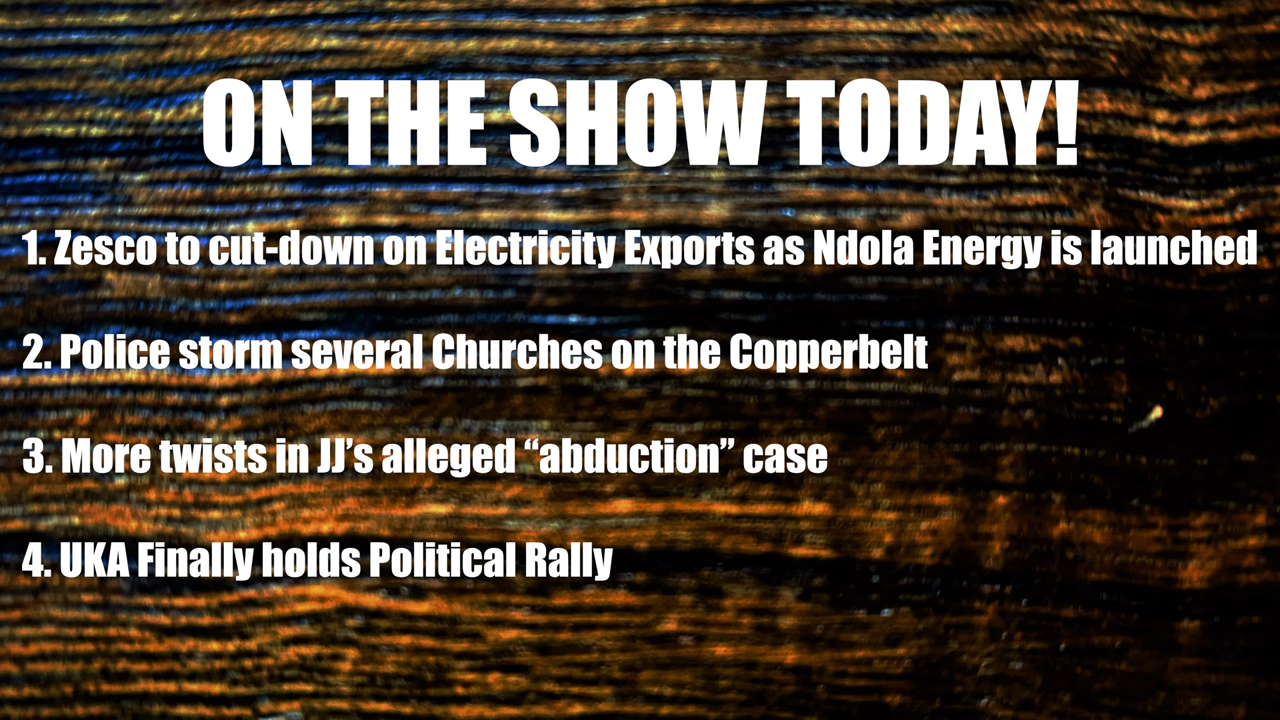 ON THE SHOW TODAY!
1. Zesco to cut-down on Electricity Exports as Ndola Energy is launched
2. Police storm several Churches on the Copperbelt
3. More twists in JJ’s alleged “abduction” case
4. UKA Finally holds Political Rally